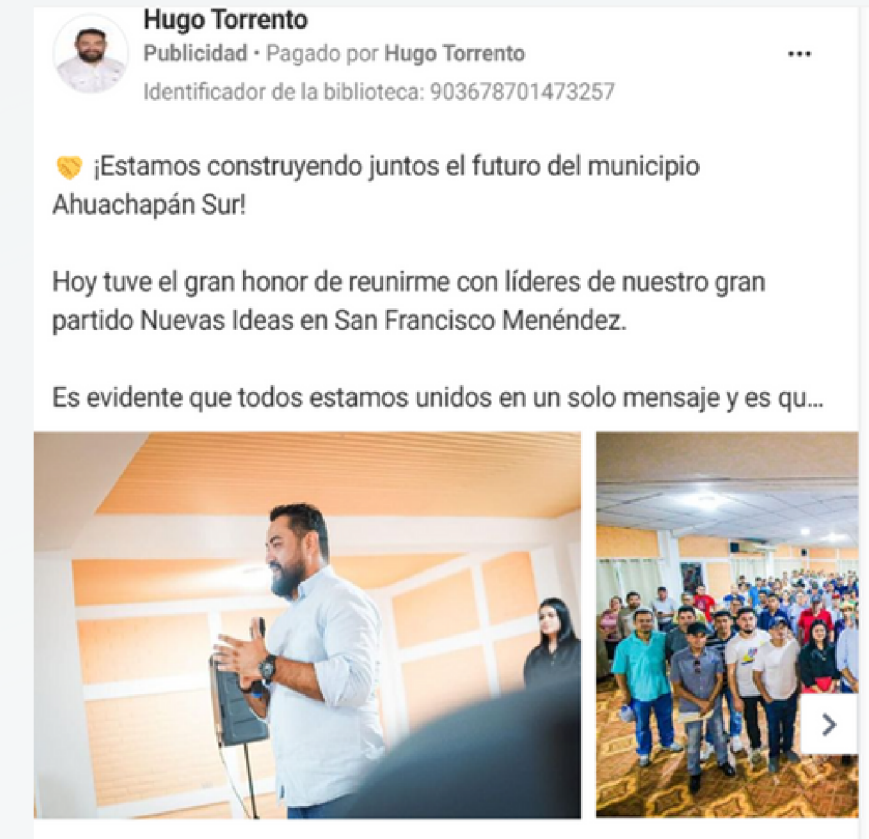 Hugo Torrento
Publicidad • Pagado por Hugo Torrento
Identificador de la biblioteca: 903678701473257
🤝 ¡Estamos construyendo juntos el futuro del municipio
Ahuachapán Sur!
Hoy tuve el gran honor de reunirme con líderes de nuestro gran
partido Nuevas Ideas en San Francisco Menéndez.
Es evidente que todos estamos unidos en un solo mensaje y es qu...